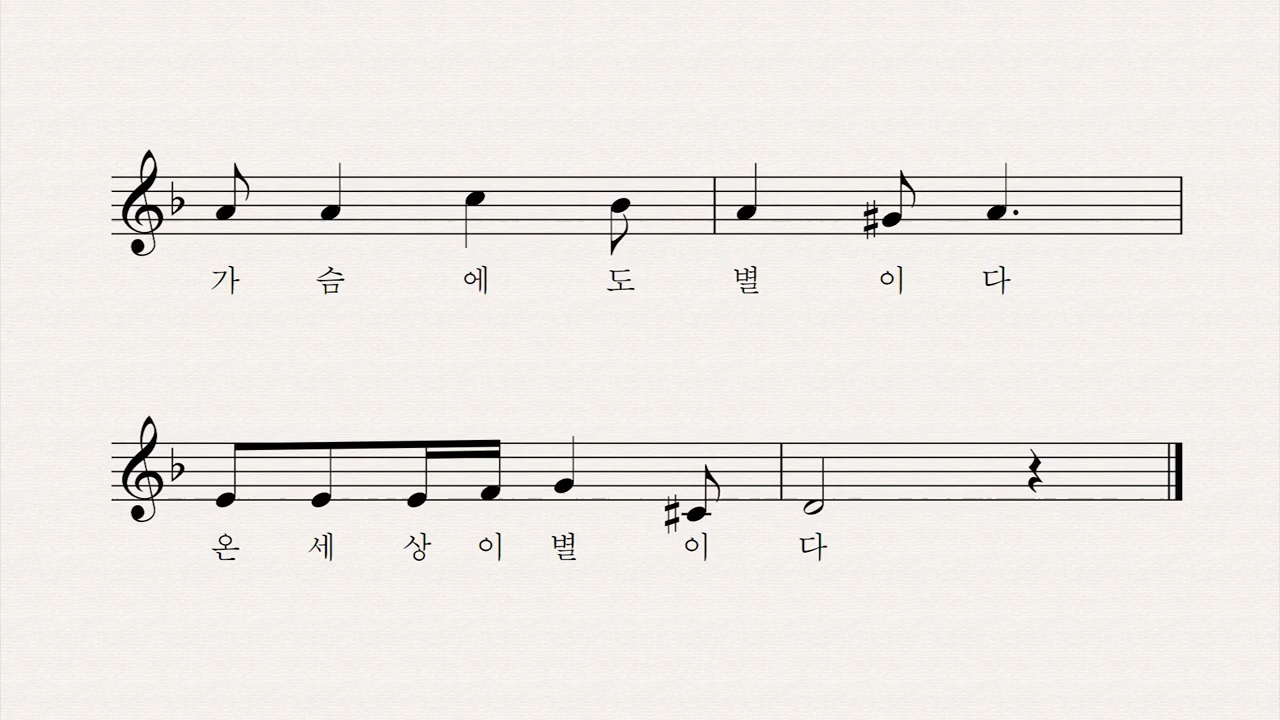 가 슴 에 도 별 이 다
온 세 상 이 별 이 다